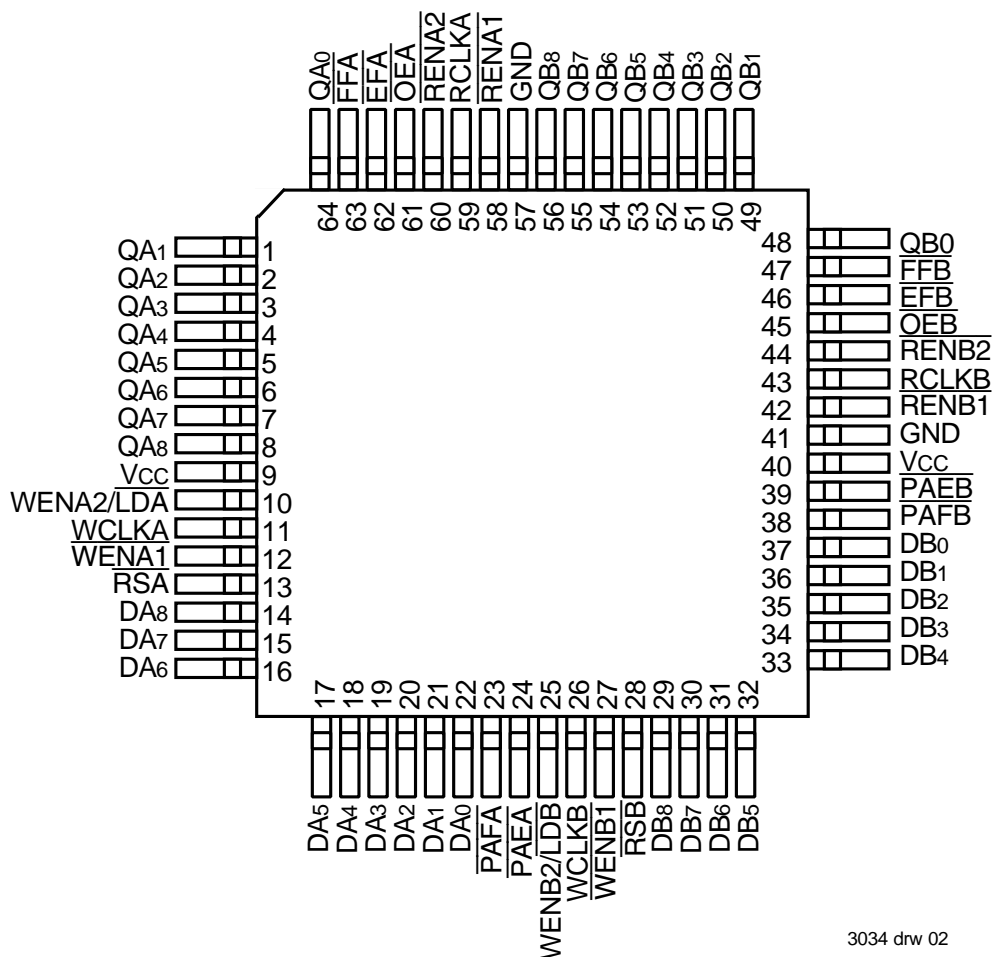 QA0
FFA
EFA
OEA
RENA2
RCLKA
RENA1
GND
QB8
QB7
QB6
QB5
QB4
QB3
QB2
QB1
64 63 62 61 60 59 58 57 56 55 54 53 52 51 50 49
QA1 1
QA2 2
QA3 3
QA4 4
QA5 5
QA6 6
QA7 7
QA8 8
VCC 9
WENA2/LDA 10
WCLKA 11
WENA1 12
RSA 13
DA8 14
DA7 15
DA6 16
48 QB0
47 FFB
46 EFB
45 OEB
44 RENB2
43 RCLKB
42 RENB1
41 GND
40 VCC
39 PAEB
38 PAFB
37 DB0
36 DB1
35 DB2
34 DB3
33 DB4
17 18 19 20 21 22 23 24 25 26 27 28 29 30 31 32
DA5
DA4
DA3
DA2
DA1
DA0
PAFA
PAEA
WENB2/LDB
WCLKB
WENB1
RSB
DB8
DB7
DB6
DB5
3034 drw 02